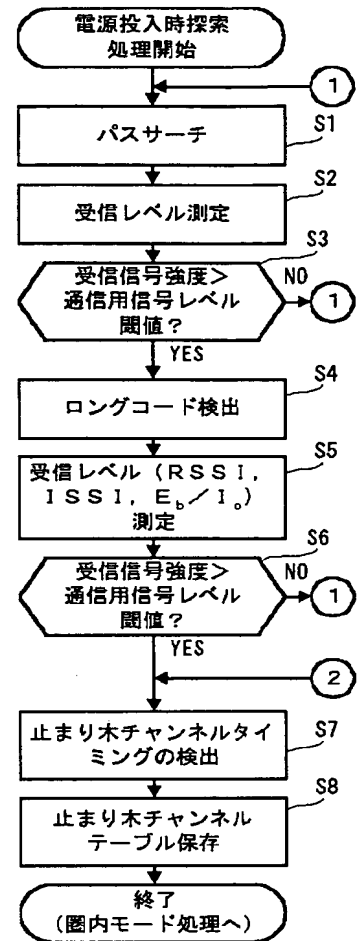 電源投入時探索
処理開始
1
S1
パスサーチ
S2
受信レベル測定
S3
受信信号強度>
通信用信号レベル
閾値?
NO
1
YES
S4
ロングコード検出
S5
受信レベル(RSSI,
ISSI, Eb/Io)
測定
S6
受信信号強度>
通信用信号レベル
閾値?
NO
1
YES
2
S7
止まり木チャンネルタイ
ミングの検出
S8
止まり木チャンネル
テーブル保存
終了
(圏内モード処理へ)